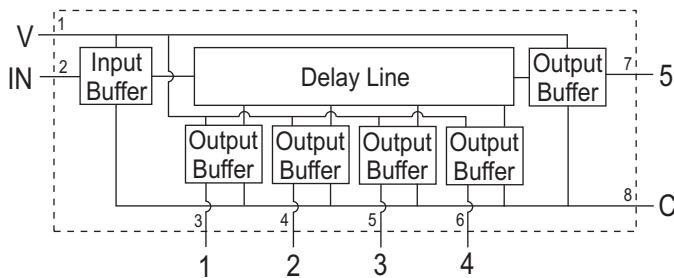 V 1
IN 2
Input
Buffer
Delay Line
Output
Buffer
7 5
Output
Buffer
Output
Buffer
Output
Buffer
Output
Buffer
8 C
3 4 5 6
1 2 3 4